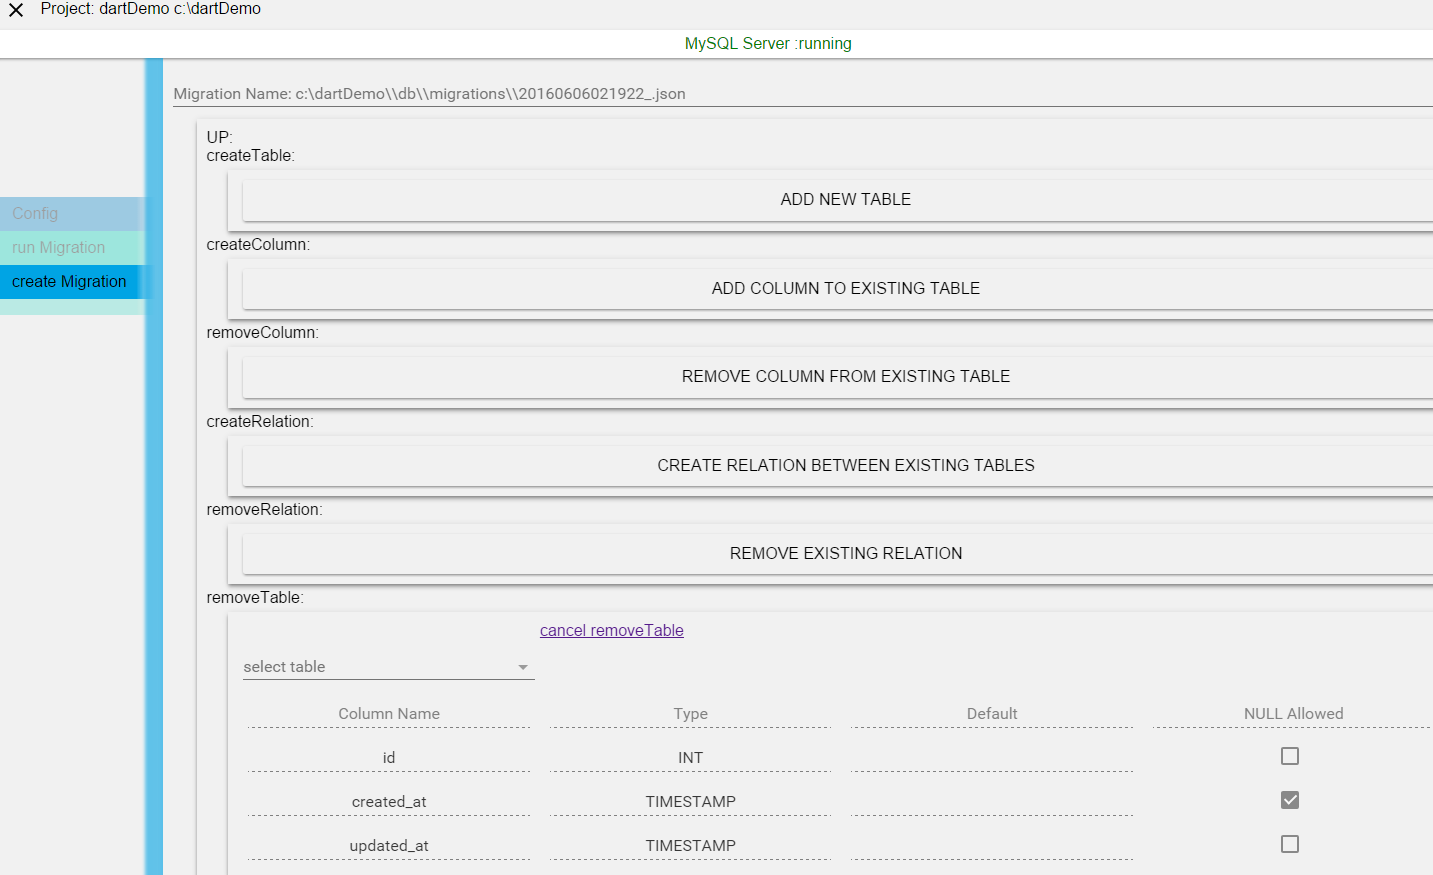 Project: dartDemo c:\dartDemo
MySQL Server :running
Migration Name: c:\dartDemo\\db\\migrations\\20160606021922_.json
UP:
createTable:
ADD NEW TABLE
Config
run Migration
create Migration
createColumn:
ADD COLUMN TO EXISTING TABLE
removeColumn:
REMOVE COLUMN FROM EXISTING TABLE
createRelation:
CREATE RELATION BETWEEN EXISTING TABLES
removeRelation:
REMOVE EXISTING RELATION
removeTable:
cancel removeTable
select table
Column Name Type Default NULL Allowed
id INT
created_at TIMESTAMP
updated_at TIMESTAMP